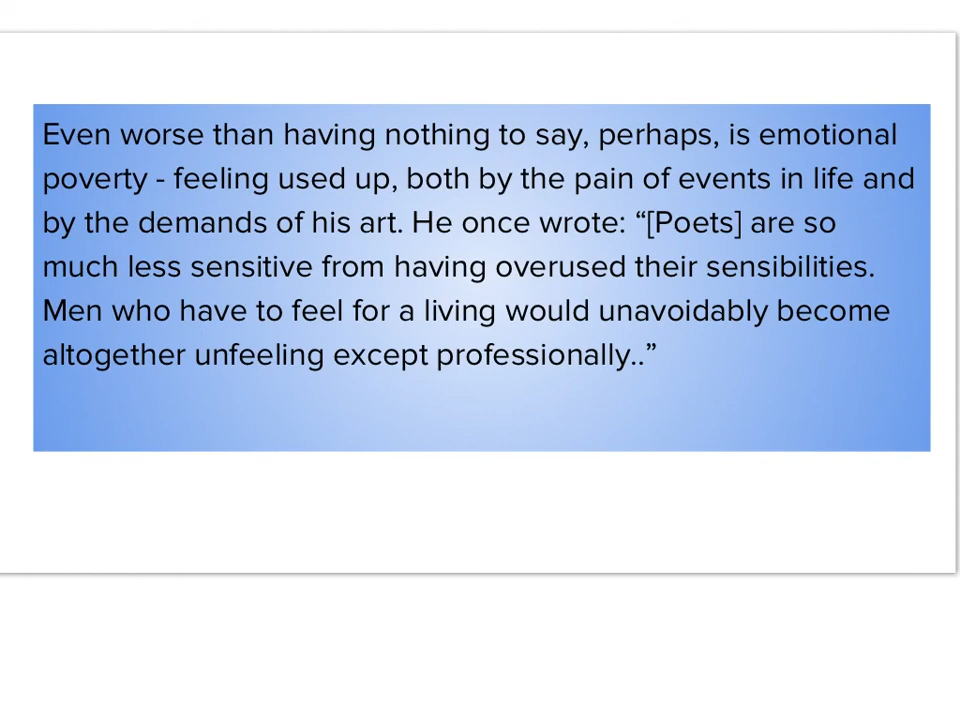 Even worse than having nothing to say, perhaps, is emotional
poverty - feeling used up, both by the pain of events in life and
by the demands of his art. He once wrote: “[Poets] are so
much less sensitive from having overused their sensibilities.
Men who have to feel for a living would unavoidably become
altogether unfeeling except professionally..”